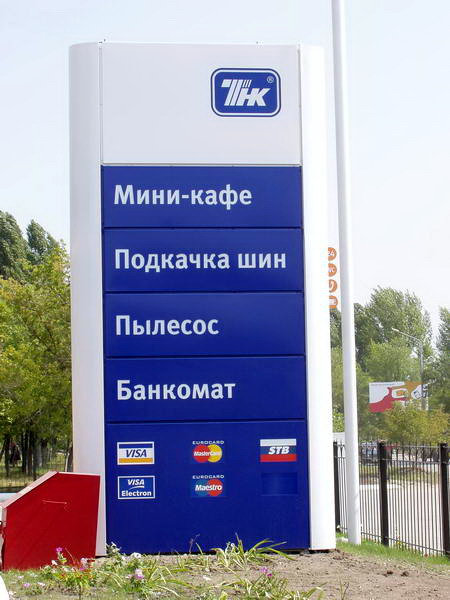 ТНК ®
Мини-кафе
Подкачка шин
Пылесос
Банкомат
VISA
EUROCARD
MasterCard
STB
VISA
Electron
EUROCARD
Maestro